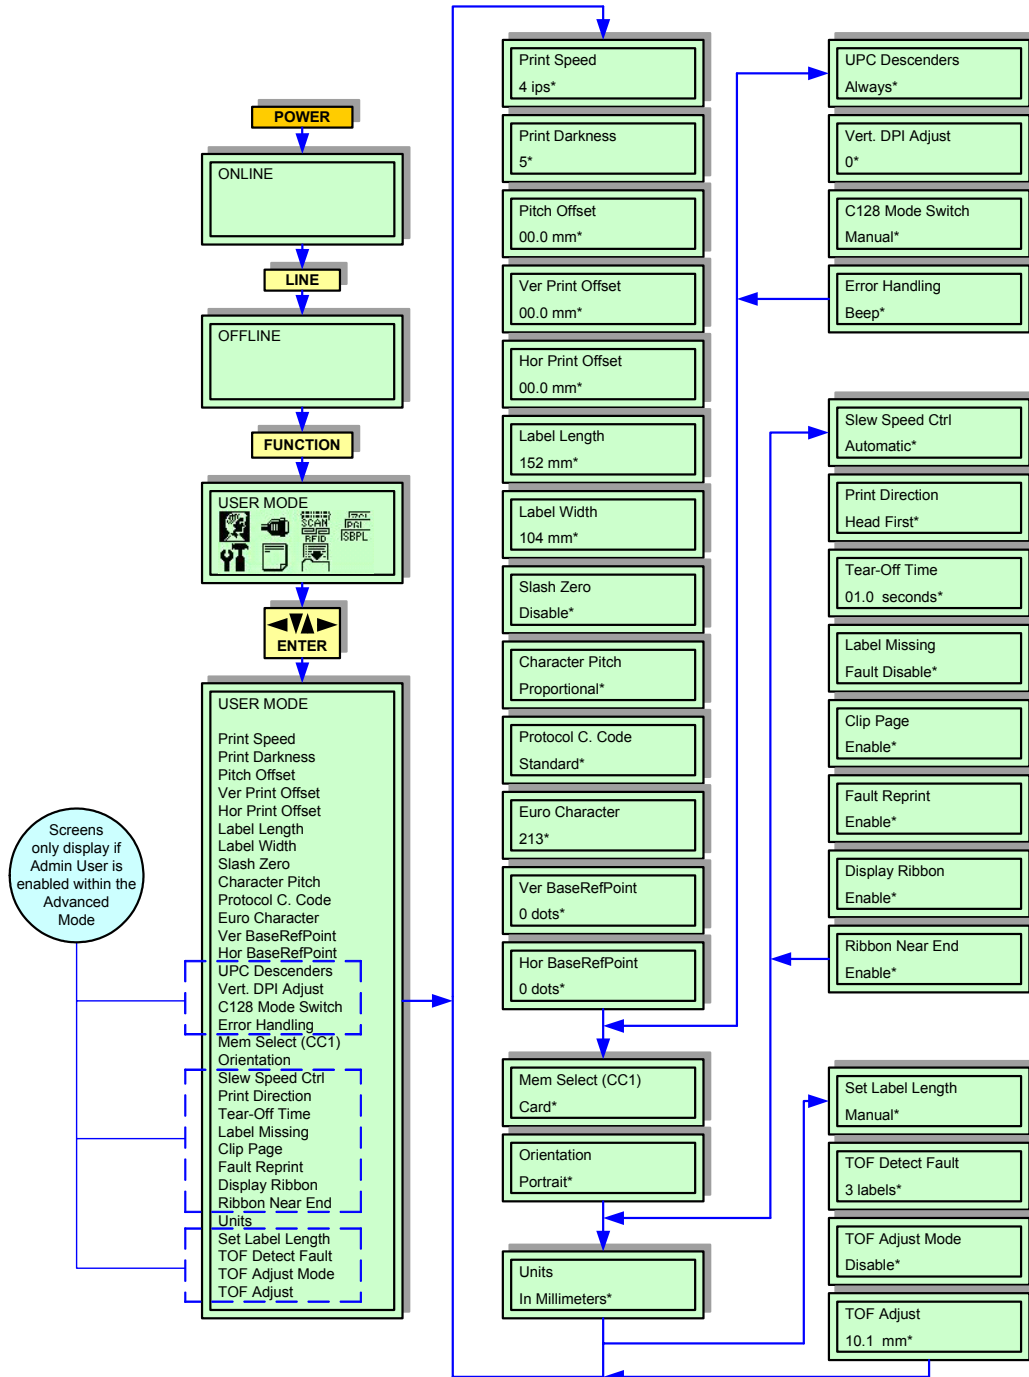 POWER
ONLINE
LINE
OFFLINE
FUNCTION
USER MODE
SCAN
RFID
PGL
SBPL
ENTER
USER MODE
Print Speed
Print Darkness
Pitch Offset
Ver Print Offset
Hor Print Offset
Label Length
Label Width
Slash Zero
Character Pitch
Protocol C. Code
Euro Character
Ver BaseRefPoint
Hor BaseRefPoint
UPC Descenders
Vert. DPI Adjust
C128 Mode Switch
Error Handling
Mem Select (CC1)
Orientation
Slew Speed Ctrl
Print Direction
Tear-Off Time
Label Missing
Clip Page
Fault Reprint
Display Ribbon
Ribbon Near End
Units
Set Label Length
TOF Detect Fault
TOF Adjust Mode
TOF Adjust
Screens
only display if
Admin User is
enabled within the
Advanced
Mode
Print Speed
4 ips*
Print Darkness
5*
Pitch Offset
00.0 mm*
Ver Print Offset
00.0 mm*
Hor Print Offset
00.0 mm*
Label Length
152 mm*
Label Width
104 mm*
Slash Zero
Disable*
Character Pitch
Proportional*
Protocol C. Code
Standard*
Euro Character
213*
Ver BaseRefPoint
0 dots*
Hor BaseRefPoint
0 dots*
Mem Select (CC1)
Card*
Orientation
Portrait*
Units
In Millimeters*
UPC Descenders
Always*
Vert. DPI Adjust
0*
C128 Mode Switch
Manual*
Error Handling
Beep*
Slew Speed Ctrl
Automatic*
Print Direction
Head First*
Tear-Off Time
01.0 seconds*
Label Missing
Fault Disable*
Clip Page
Enable*
Fault Reprint
Enable*
Display Ribbon
Enable*
Ribbon Near End
Enable*
Set Label Length
Manual*
TOF Detect Fault
3 labels*
TOF Adjust Mode
Disable*
TOF Adjust
10.1 mm*